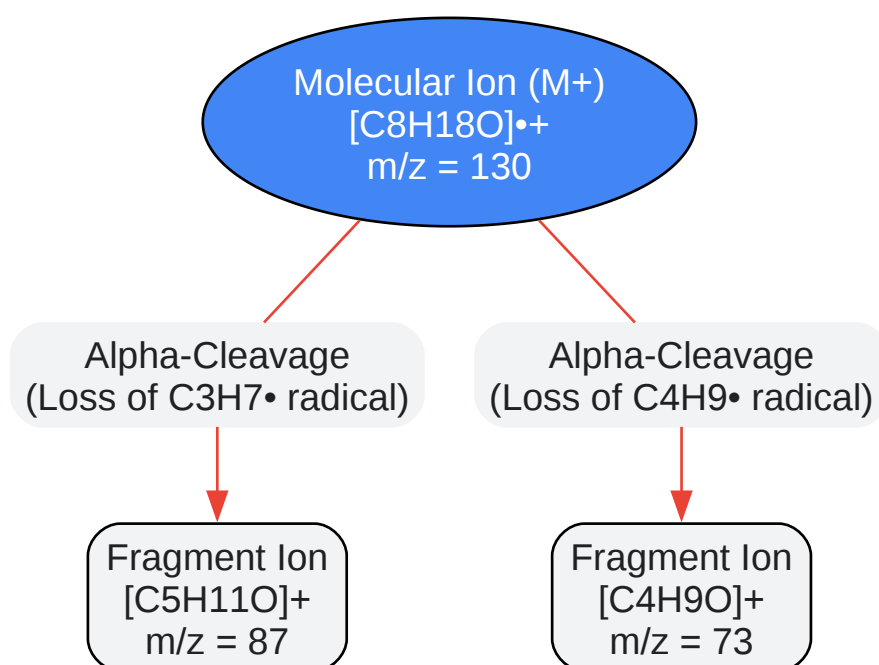 Molecular Ion (M+)
[C8H18O]•+
m/z = 130
Alpha-Cleavage
(Loss of C3H7• radical)
Alpha-Cleavage
(Loss of C4H9• radical)
Fragment Ion
[C5H11O]+
m/z = 87
Fragment Ion
[C4H9O]+
m/z = 73